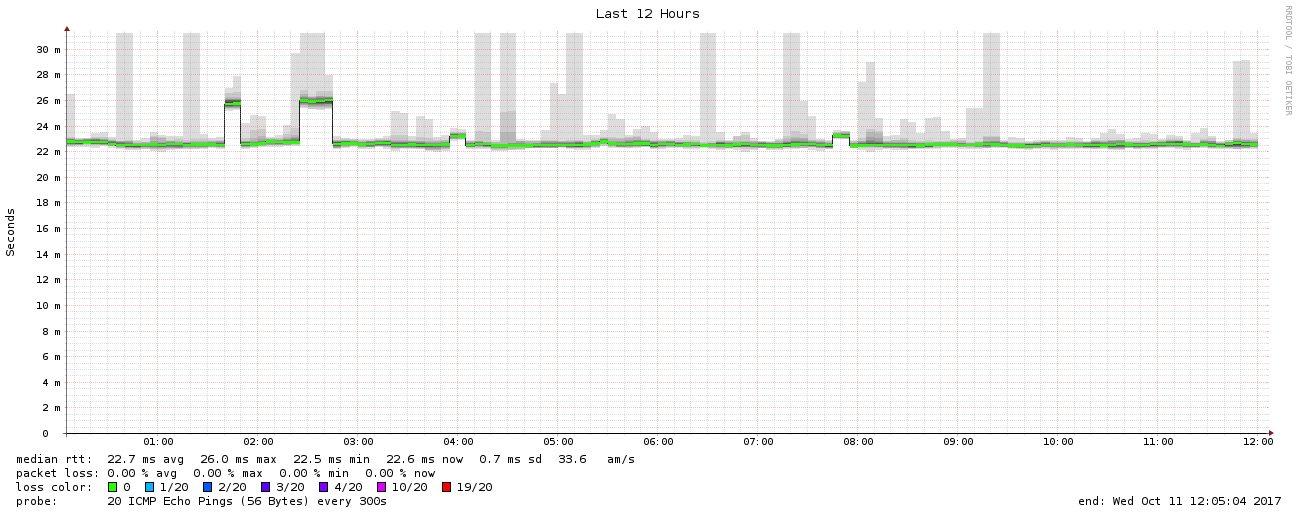 Last 12 Hours
RRDTOOL / TOBI OETIKER
Seconds
30 m
28 m
26 m
24 m
22 m
20 m
18 m
16 m
14 m
12 m
10 m
8 m
6 m
4 m
2 m
0
01:00 02:00 03:00 04:00 05:00 06:00 07:00 08:00 09:00 10:00 11:00 12:00
median rtt: 22.7 ms avg 26.0 ms max 22.5 ms min 22.6 ms now 0.7 ms sd 33.6 am/s
packet loss: 0.00 % avg 0.00 % max 0.00 % min 0.00 % now
loss color: 0 1/20 2/20 3/20 4/20 10/20 19/20
probe: 20 ICMP Echo Pings (56 Bytes) every 300s
end: Wed Oct 11 12:05:04 2017